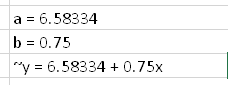 a = 6.58334
b = 0.75
~y = 6.58334 + 0.75x